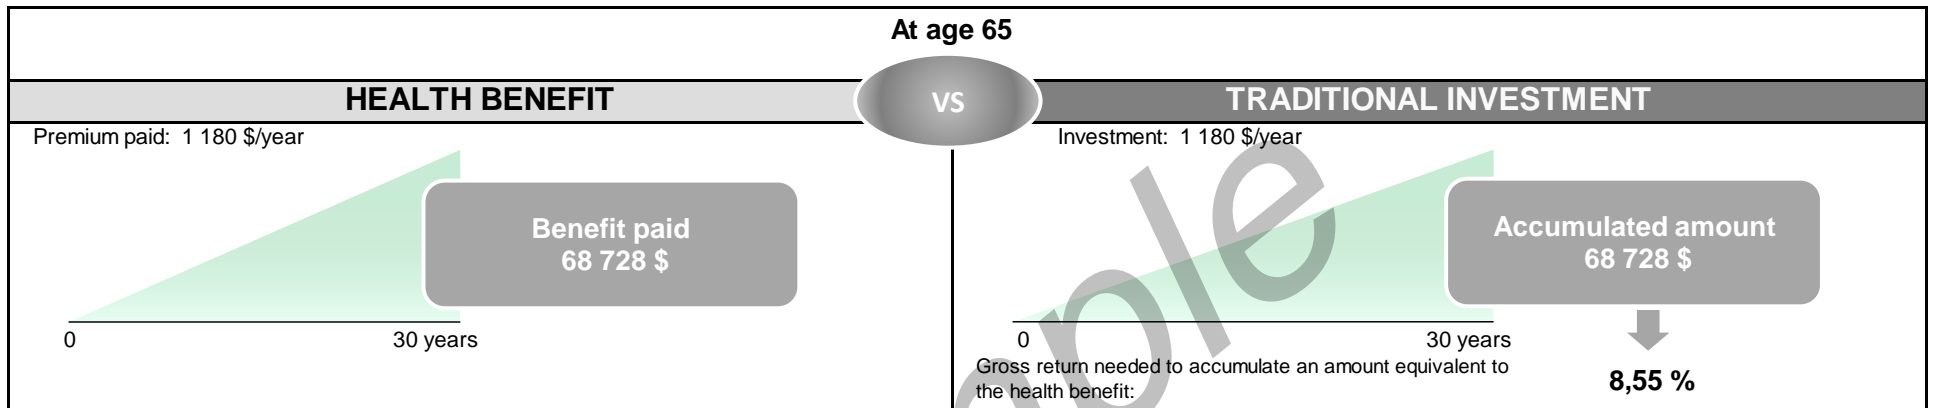 At age 65
HEALTH BENEFIT
VS
TRADITIONAL INVESTMENT
Premium paid: 1 180 $/year
Benefit paid
68 728 $
0
30 years
Investment: 1 180 $/year
Accumulated amount
68 728 $
0
30 years
Gross return needed to accumulate an amount equivalent to
the health benefit:
8,55 %
ple